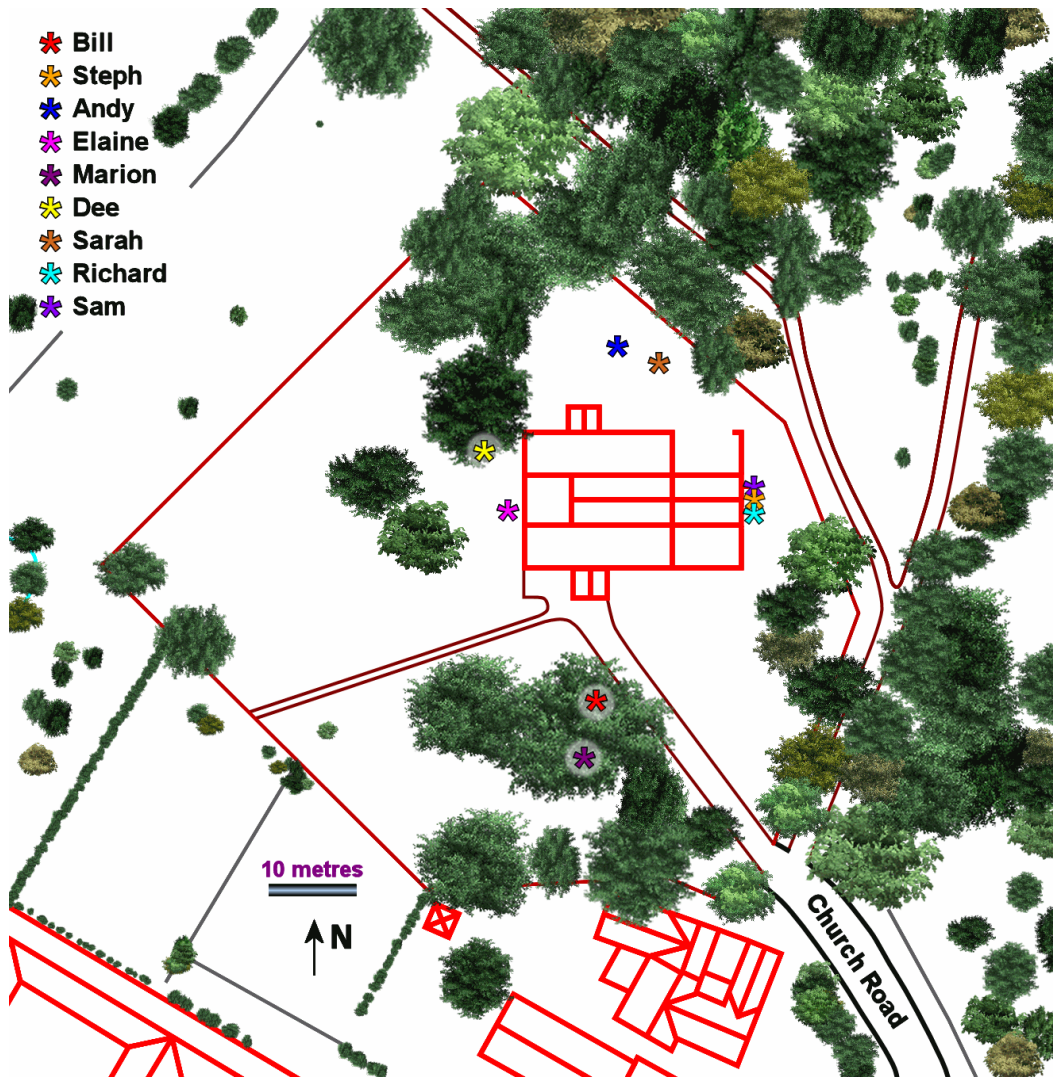 Bill
Steph
Andy
Elaine
Marion
Dee
Sarah
Richard
Sam
10 metres
N
Church Road